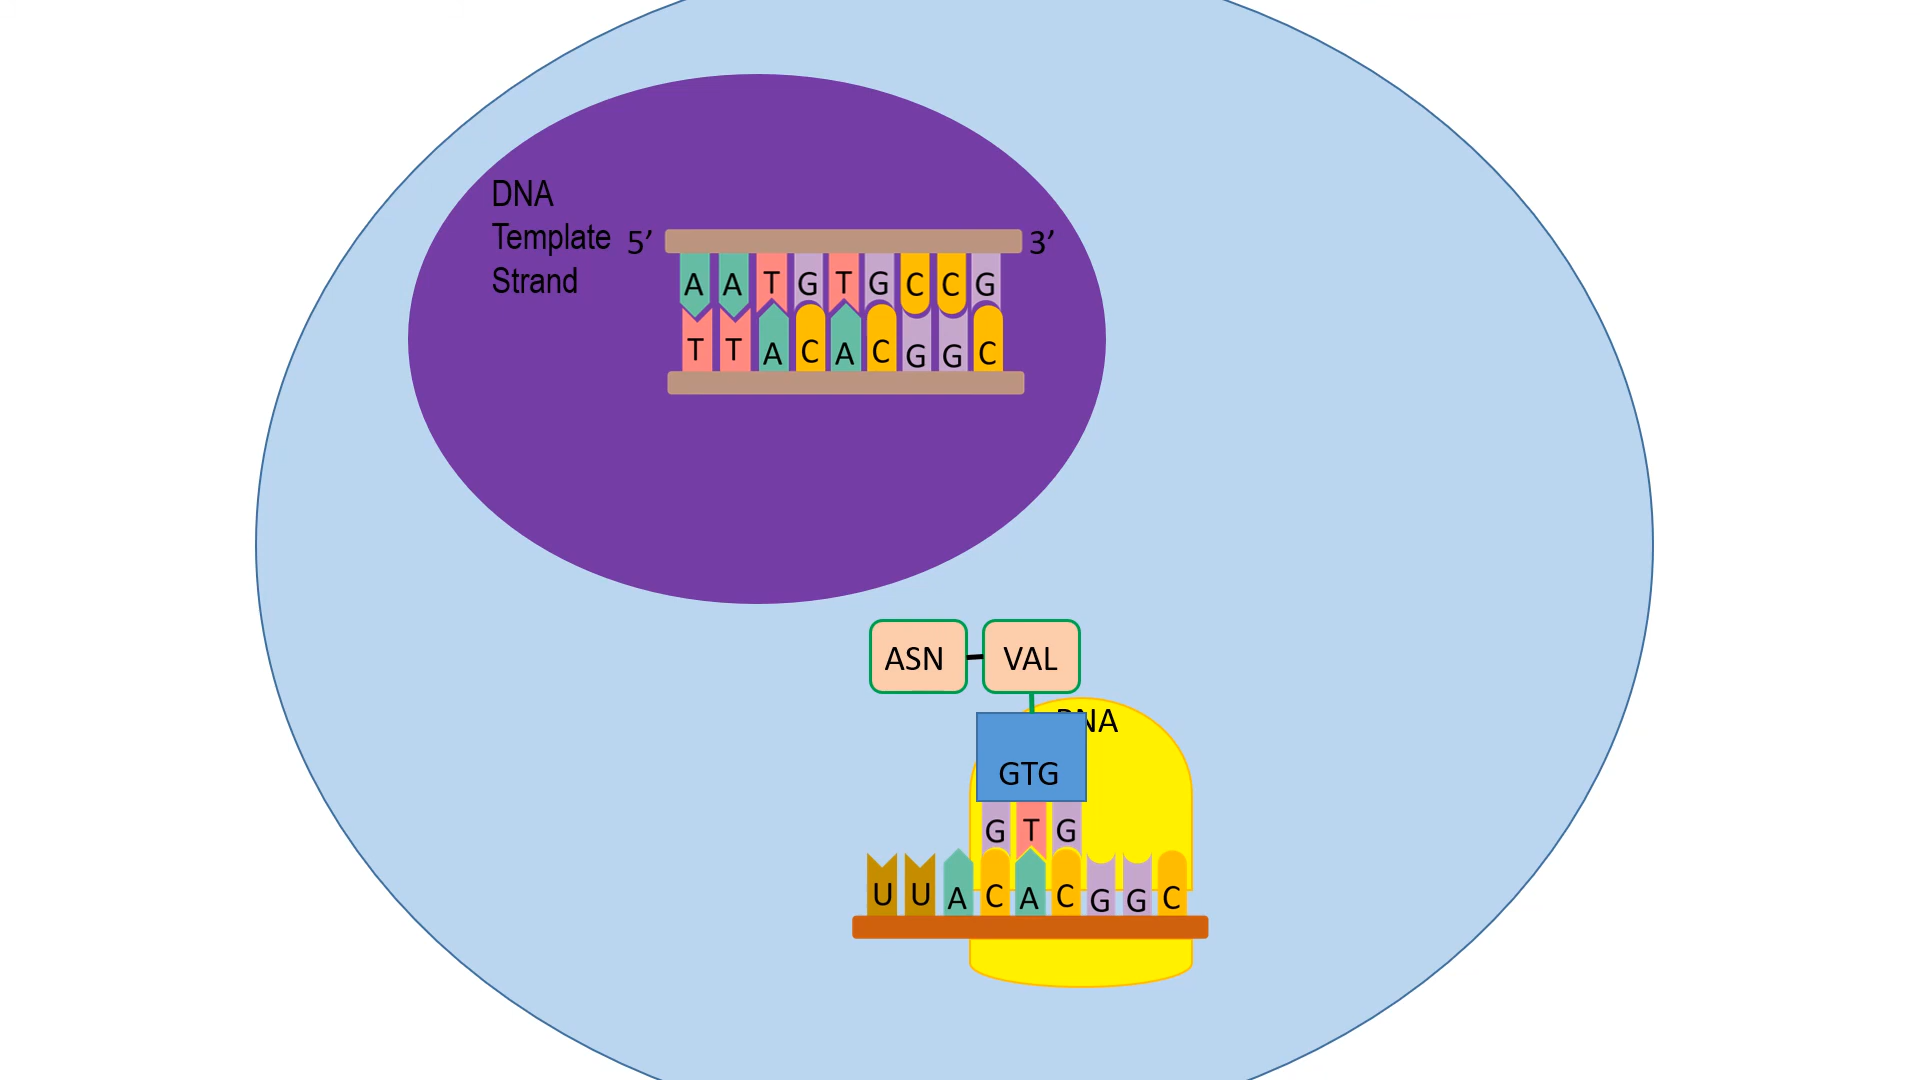 DNA
Template
Strand
5’ 3’
A A T G T G C C G
T T A C A C G G C
ASN VAL
GTG
G T G
U U A C A C G G C